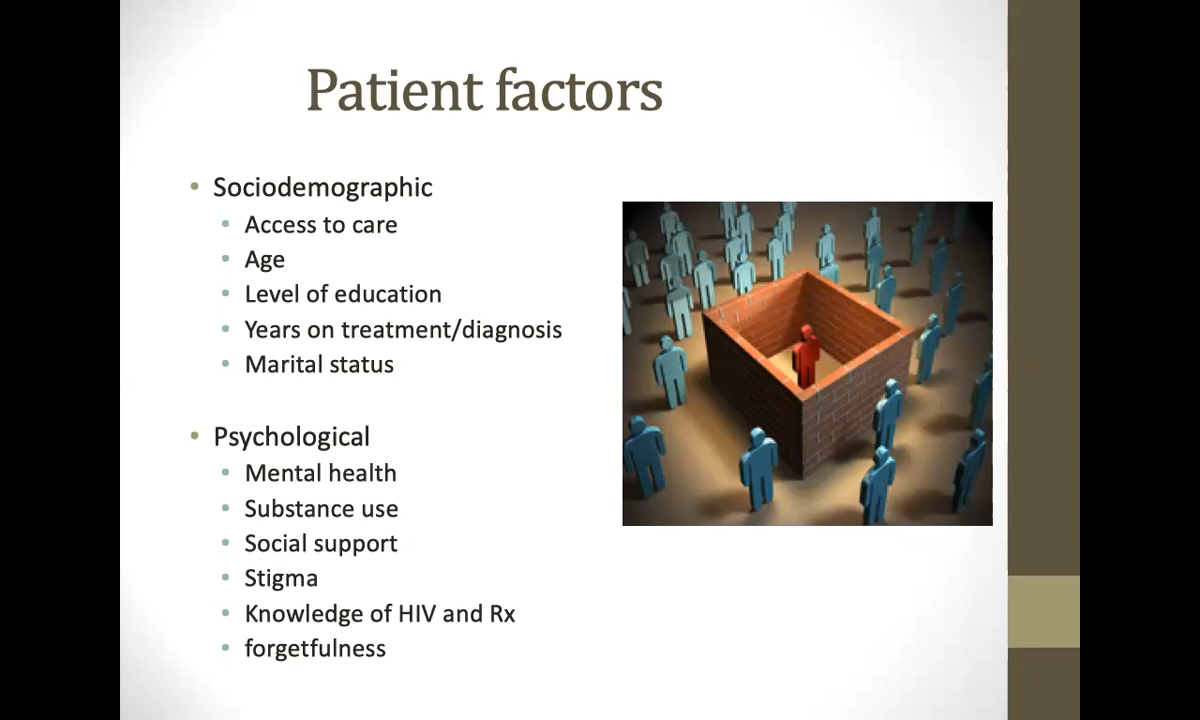 Patient factors
• Sociodemographic
• Access to care
• Age
• Level of education
• Years on treatment/diagnosis
• Marital status
• Psychological
• Mental health
• Substance use
• Social support
• Stigma
• Knowledge of HIV and Rx
• forgetfulness